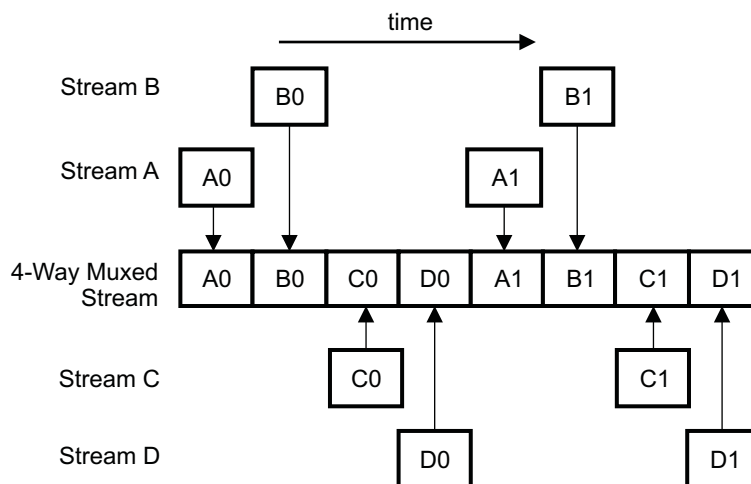 time
Stream B
B0
B1
Stream A
A0
A1
4-Way Muxed
Stream
A0 B0 C0 D0 A1 B1 C1 D1
Stream C
C0
C1
Stream D
D0
D1